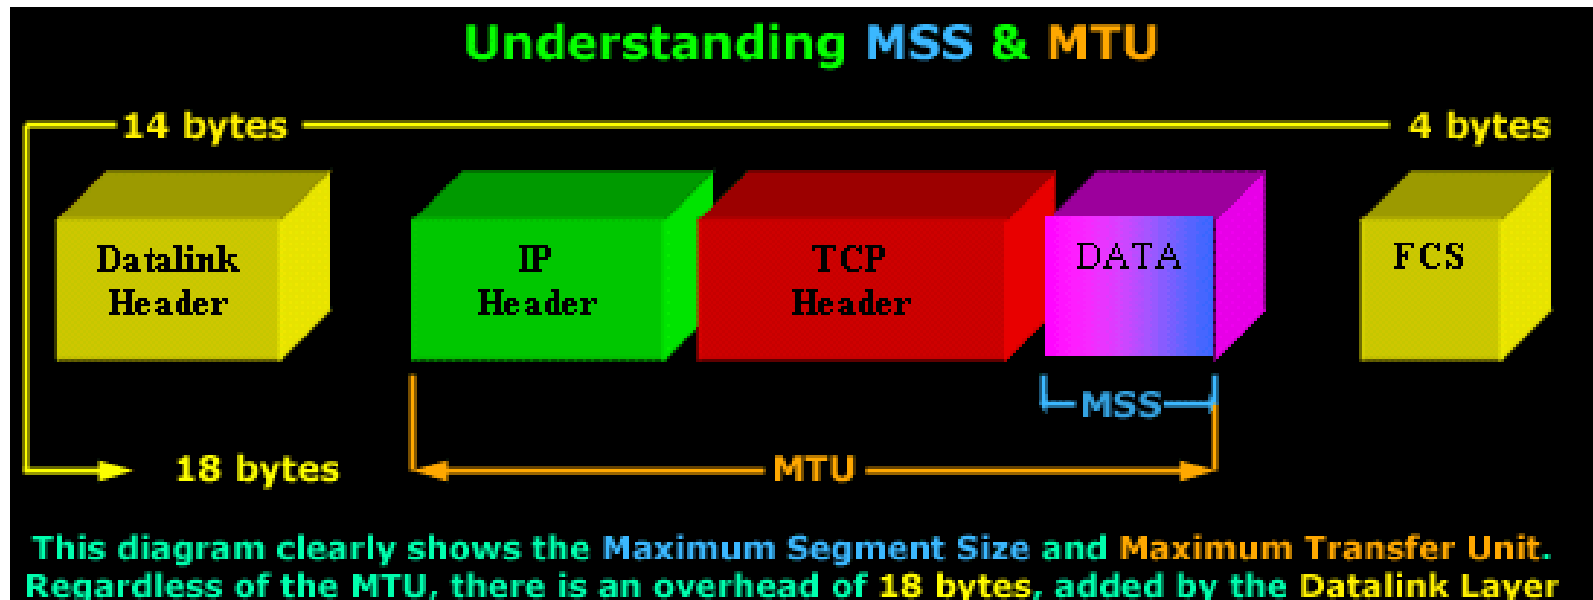 Understanding MSS & MTU
14 bytes
4 bytes
Datalink
Header
IP
Header
TCP
Header
DATA
FCS
MSS
18 bytes
MTU
This diagram clearly shows the Maximum Segment Size and Maximum Transfer Unit.
Regardless of the MTU, there is an overhead of 18 bytes, added by the Datalink Layer